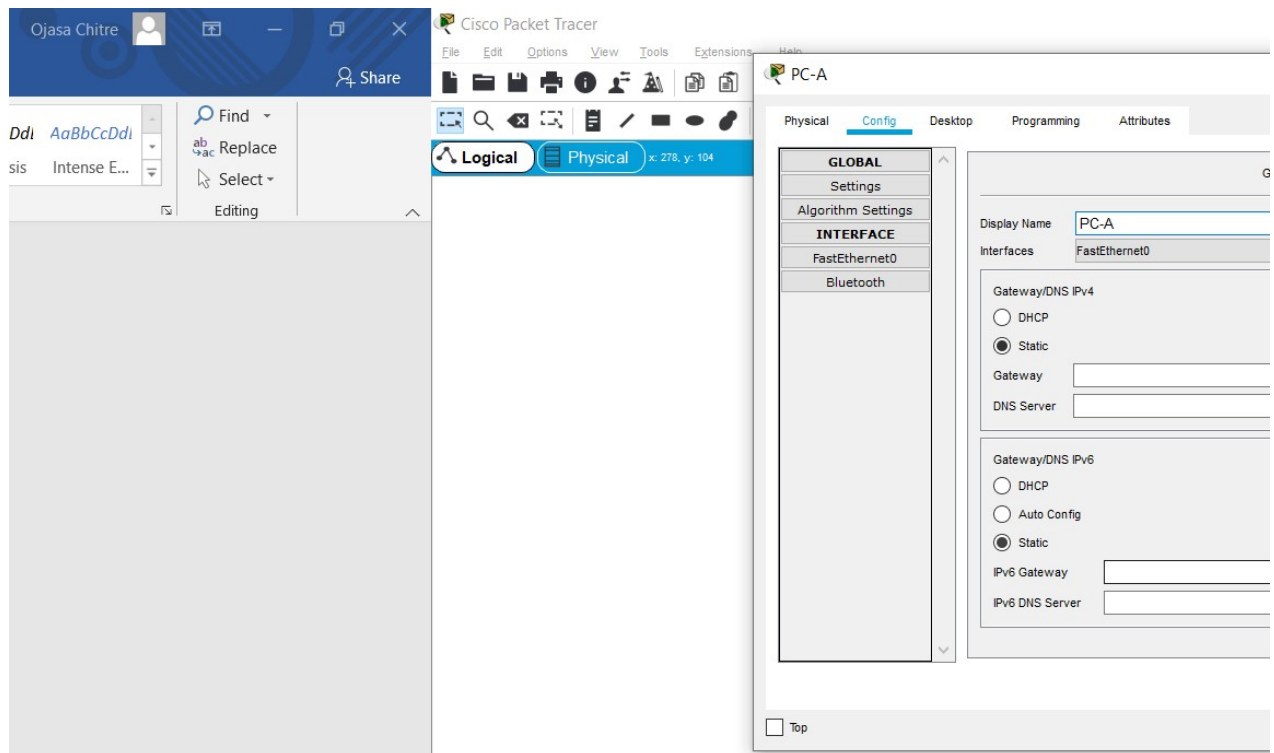 Ojasa Chitre
Share
Find
Replace
Select
Editing
AaBbCcDdI
sis
Intense E...
Cisco Packet Tracer
File Edit Options View Tools Extensions Help
Logical
Physical
x: 278, y: 104
PC-A
Physical Config Desktop Programming Attributes
GLOBAL
Settings
Algorithm Settings
INTERFACE
FastEthernet0
Bluetooth
G
Display Name PC-A
Interfaces FastEthernet0
Gateway/DNS IPv4
DHCP
Static
Gateway
DNS Server
Gateway/DNS IPv6
DHCP
Auto Config
Static
IPv6 Gateway
IPv6 DNS Server
Top